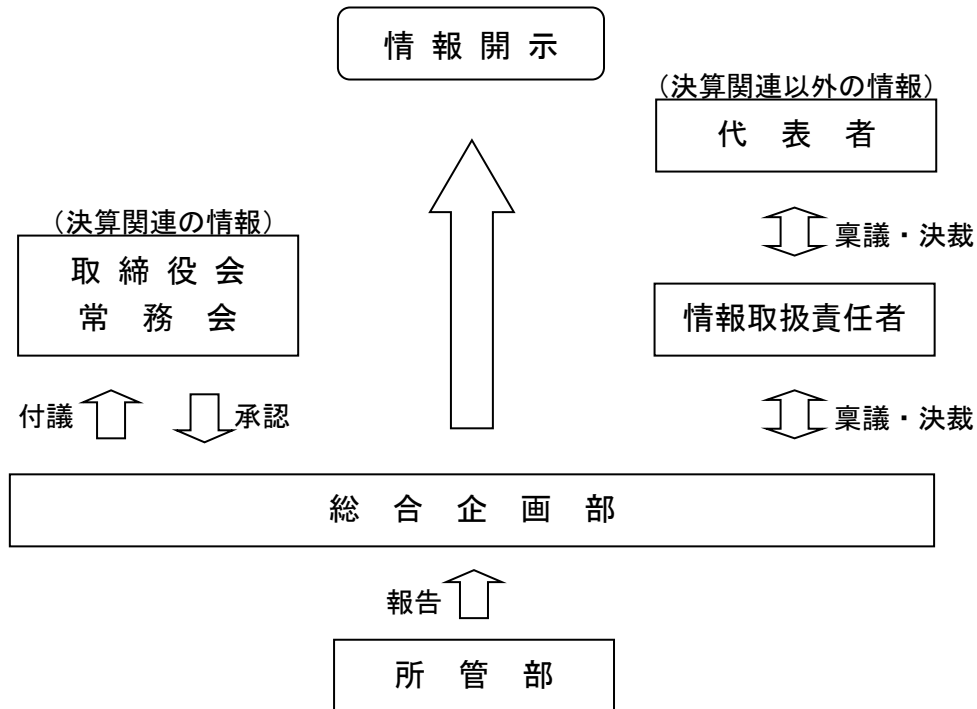 情報開示
（決算関連以外の情報）
代表者
稟議・決裁
情報取扱責任者
稟議・決裁
（決算関連の情報）
取締役会
常務会
付議
承認
総合企画部
報告
所管部